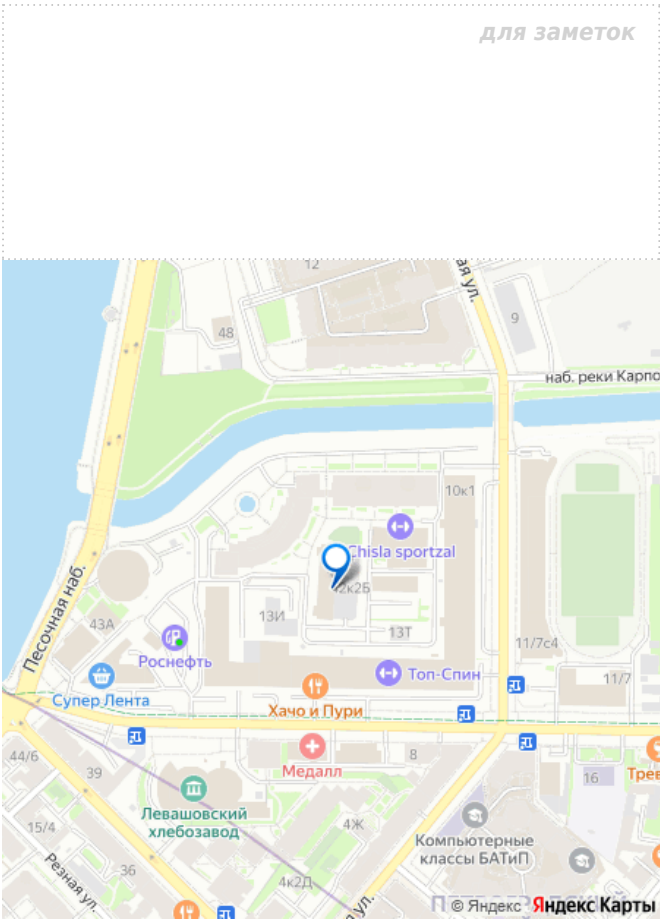 для заметок
12
ая ул.
9
48
наб. реки Карпо
10к1
Chisla sportzal
42к2Б
Песочная наб.
13И
43А
13Т
11/7с4
Роснефть
Топ-Спин
11/7
Супер Лента
Хачо и Пури
44/6
39
Медалл
8
16
Трев
Левашовский
хлебозавод
4Ж
15/4
Компьютерные
классы БАТиП
Резная ул.
36
4к2Д
я ул.
© Яндекс Яндекс Карты